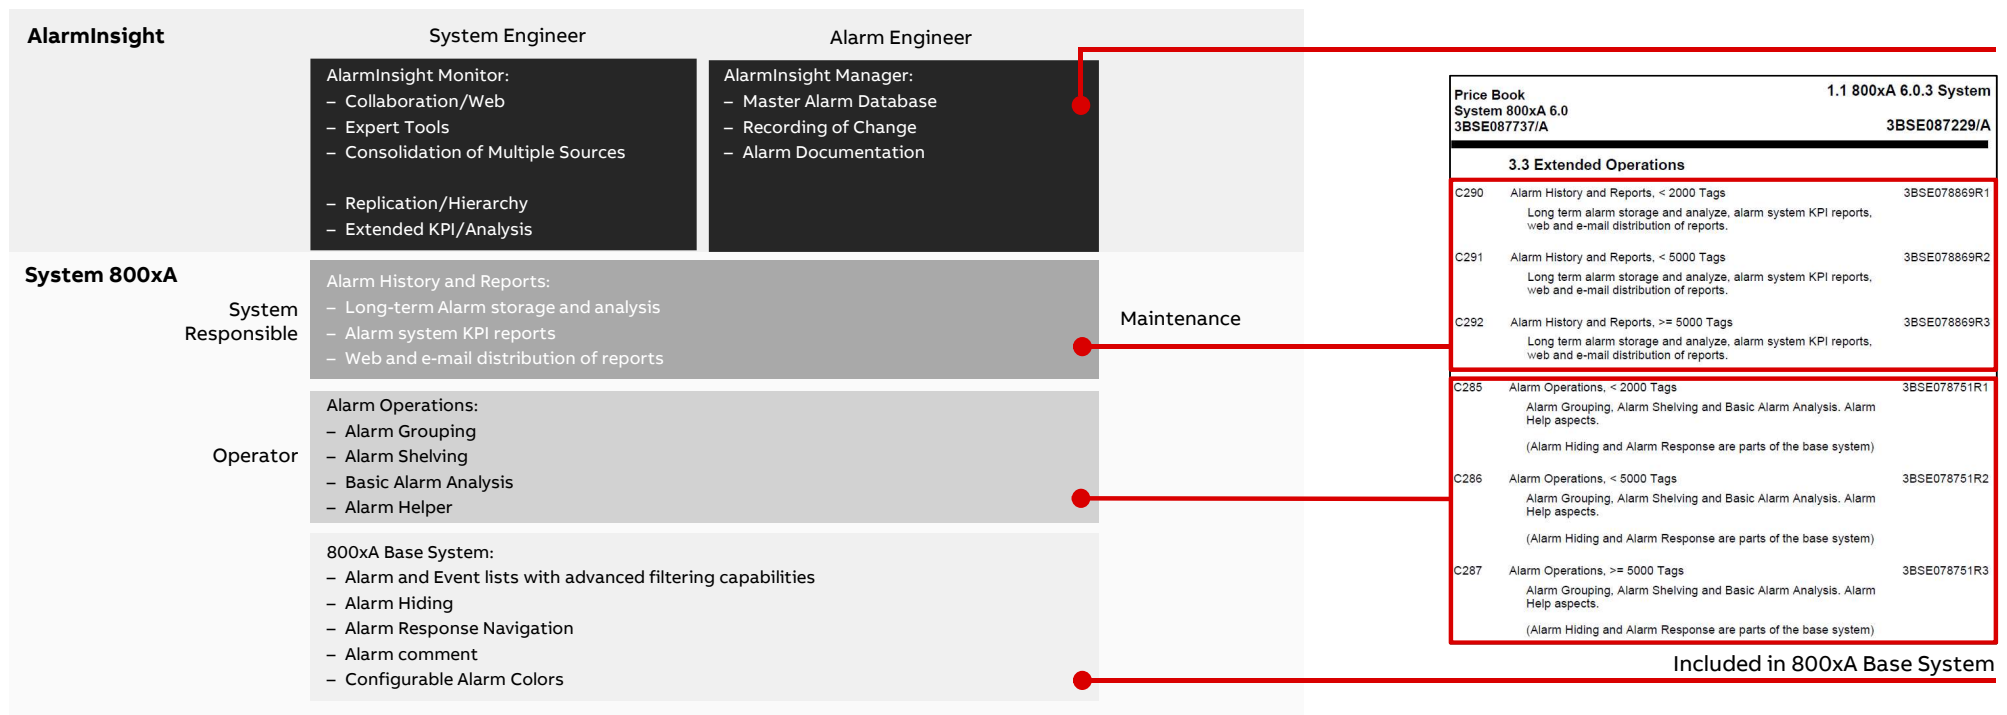 AlarmInsight
System Engineer
Alarm Engineer
AlarmInsight Monitor:
– Collaboration/Web
– Expert Tools
– Consolidation of Multiple Sources
– Replication/Hierarchy
– Extended KPI/Analysis
AlarmInsight Manager:
– Master Alarm Database
– Recording of Change
– Alarm Documentation
System 800xA
System
Responsible
Alarm History and Reports:
– Long-term Alarm storage and analysis
– Alarm system KPI reports
– Web and e-mail distribution of reports
Maintenance
Operator
Alarm Operations:
– Alarm Grouping
– Alarm Shelving
– Basic Alarm Analysis
– Alarm Helper
800xA Base System:
– Alarm and Event lists with advanced filtering capabilities
– Alarm Hiding
– Alarm Response Navigation
– Alarm comment
– Configurable Alarm Colors
Price Book
System 800xA 6.0
3BSE087737/A
1.1 800xA 6.0.3 System
3BSE087229/A
3.3 Extended Operations
C290 Alarm History and Reports, < 2000 Tags 3BSE078869R1
Long term alarm storage and analyze, alarm system KPI reports,
web and e-mail distribution of reports.
C291 Alarm History and Reports, < 5000 Tags 3BSE078869R2
Long term alarm storage and analyze, alarm system KPI reports,
web and e-mail distribution of reports.
C292 Alarm History and Reports, >= 5000 Tags 3BSE078869R3
Long term alarm storage and analyze, alarm system KPI reports,
web and e-mail distribution of reports.
C285 Alarm Operations, < 2000 Tags 3BSE078751R1
Alarm Grouping, Alarm Shelving and Basic Alarm Analysis. Alarm
Help aspects.
(Alarm Hiding and Alarm Response are parts of the base system)
C286 Alarm Operations, < 5000 Tags 3BSE078751R2
Alarm Grouping, Alarm Shelving and Basic Alarm Analysis. Alarm
Help aspects.
(Alarm Hiding and Alarm Response are parts of the base system)
C287 Alarm Operations, >= 5000 Tags 3BSE078751R3
Alarm Grouping, Alarm Shelving and Basic Alarm Analysis. Alarm
Help aspects.
(Alarm Hiding and Alarm Response are parts of the base system)
Included in 800xA Base System